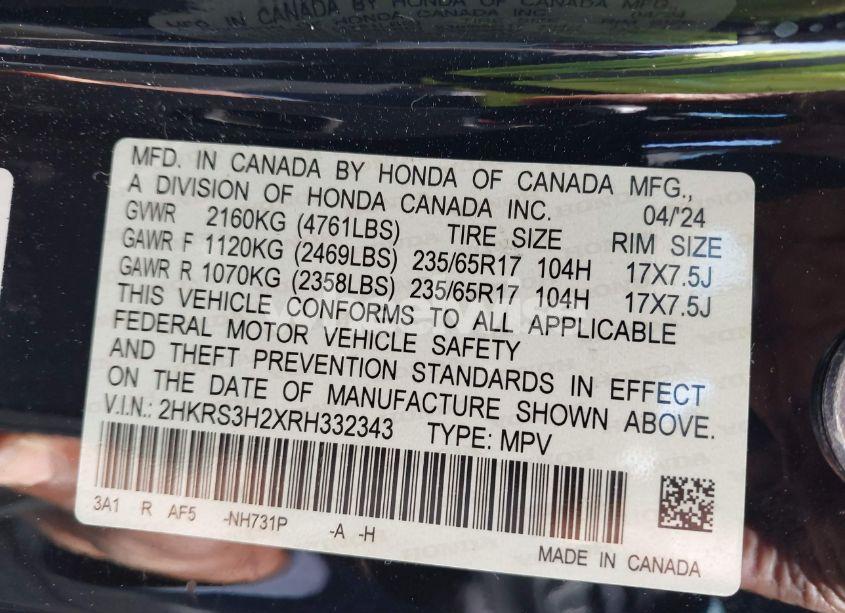 MFD. IN CANADA BY HONDA OF CANADA MFG.,
A DIVISION OF HONDA CANADA INC. 04/'24
GVWR 2160KG (4761LBS) TIRE SIZE RIM SIZE
GAWR F 1120KG (2469LBS) 235/65R17 104H 17X7.5J
GAWR R 1070KG (2358LBS) 235/65R17 104H 17X7.5J
THIS VEHICLE CONFORMS TO ALL APPLICABLE
FEDERAL MOTOR VEHICLE SAFETY
AND THEFT PREVENTION STANDARDS IN EFFECT
ON THE DATE OF MANUFACTURE SHOWN ABOVE.
V.I.N.: 2HKRS3H2XRH332343 TYPE: MPV
3A1 R AF5 -NH731P -A -H
MADE IN CANADA